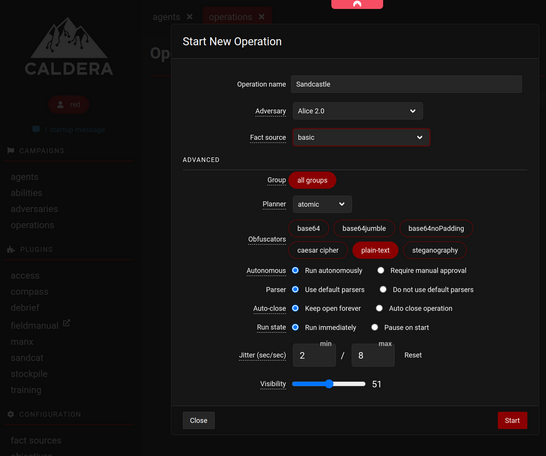 agents ✖ operations ✖
Op
CALDERA
red
1 startup message
CAMPAIGNS
agents
abilities
adversaries
operations
PLUGINS
access
compass
debrief
fieldmanual
manx
sandcat
stockpile
training
CONFIGURATION
fact sources
Start New Operation
Operation name Sandcastle
Adversary Alice 2.0
Fact source basic
ADVANCED
Group all groups
Planner atomic
Obfuscators base64 base64jumble base64noPadding
caesar cipher plain-text steganography
Autonomous Run autonomously Require manual approval
Parser Use default parsers Do not use default parsers
Auto-close Keep open forever Auto close operation
Run state Run immediately Pause on start
min max
Jitter (sec/sec) 2 / 8 Reset
Visibility 51
Close Start